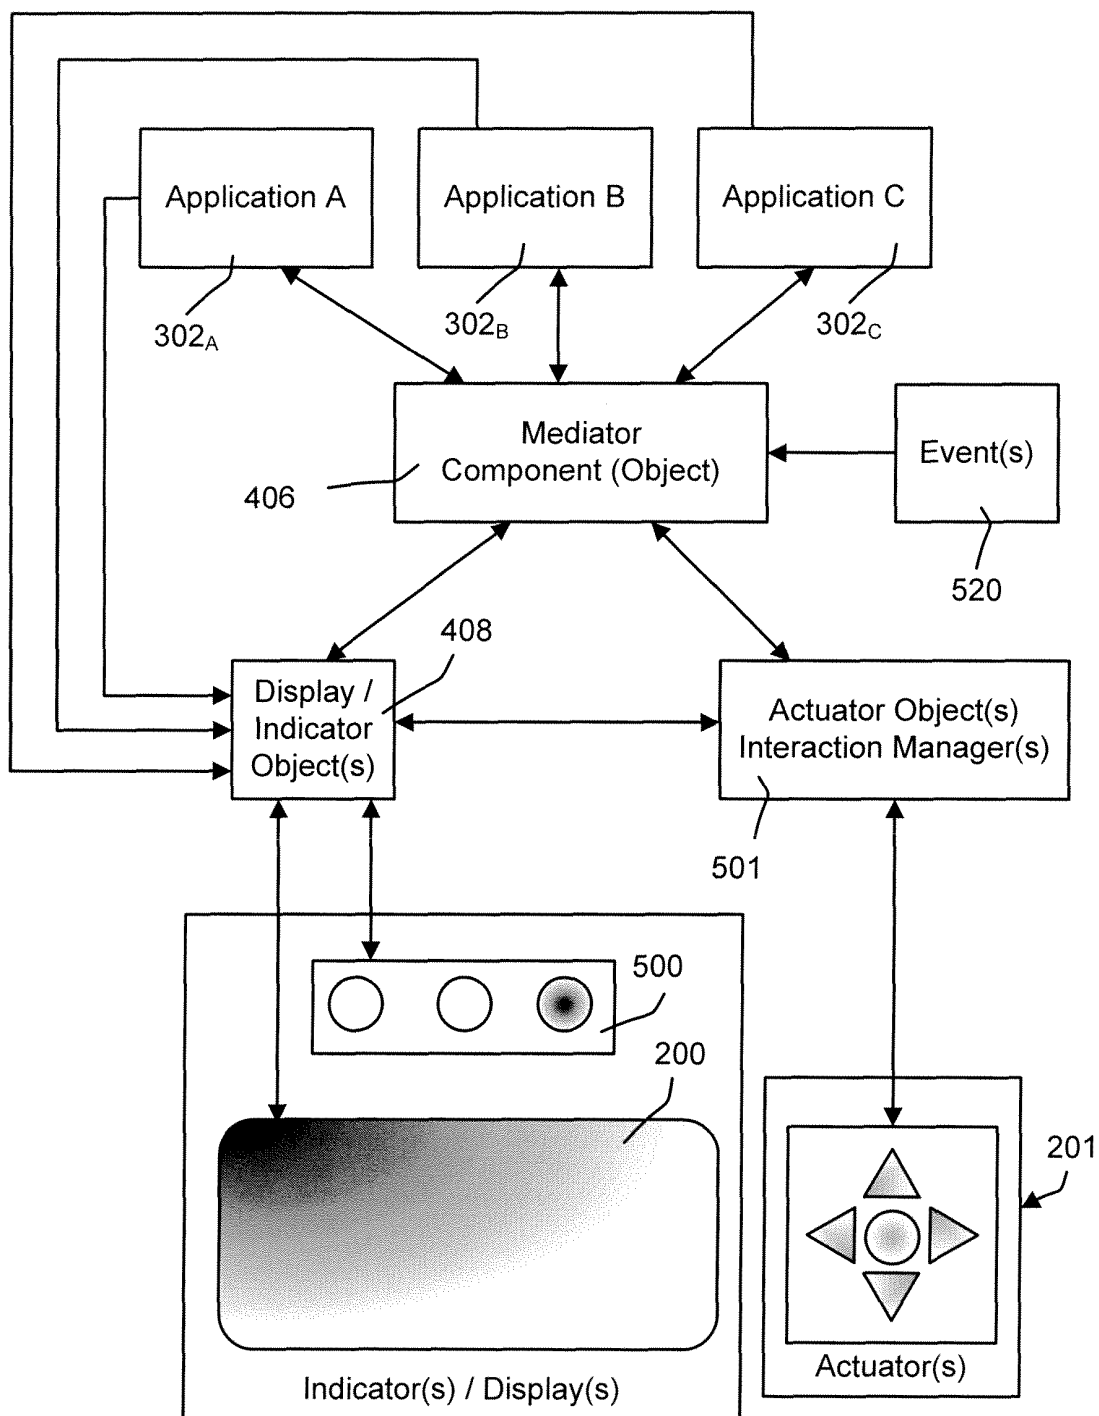 Application A
Application B
Application C
302A
302B
302C
Mediator
Component (Object)
Event(s)
406
520
408
Display /
Indicator
Object(s)
Actuator Object(s)
Interaction Manager(s)
501
500
200
201
Actuator(s)
Indicator(s) / Display(s)